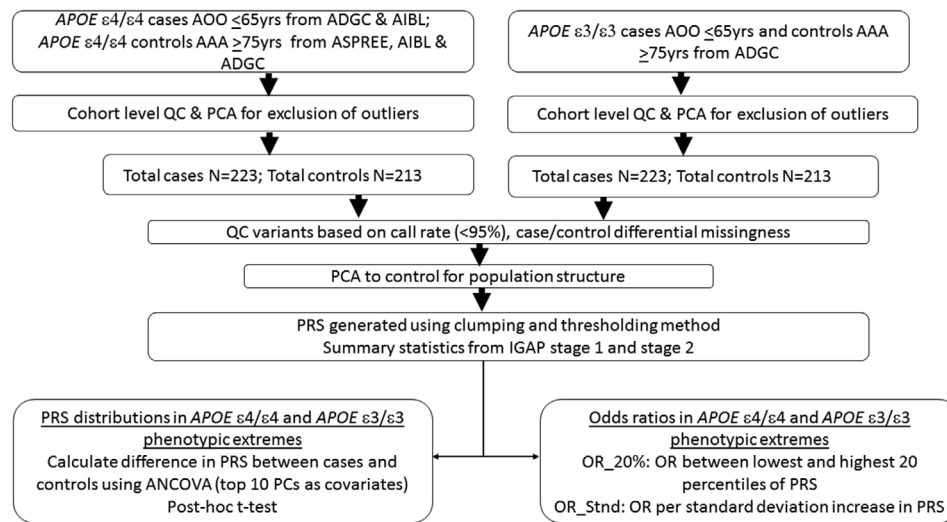 APOE ε4/ε4 cases AOO ≤65yrs from ADGC & AIBL;
APOE ε4/ε4 controls AAA ≥75yrs from ASPREE, AIBL &
ADGC
APOE ε3/ε3 cases AOO ≤65yrs and controls AAA
≥75yrs from ADGC
Cohort level QC & PCA for exclusion of outliers
Cohort level QC & PCA for exclusion of outliers
Total cases N=223; Total controls N=213
Total cases N=223; Total controls N=213
QC variants based on call rate (<95%), case/control differential missingness
PCA to control for population structure
PRS generated using clumping and thresholding method
Summary statistics from IGAP stage 1 and stage 2
PRS distributions in APOE ε4/ε4 and APOE ε3/ε3
phenotypic extremes
Calculate difference in PRS between cases and
controls using ANCOVA (top 10 PCs as covariates)
Post-hoc t-test
Odds ratios in APOE ε4/ε4 and APOE ε3/ε3
phenotypic extremes
OR_20%: OR between lowest and highest 20
percentiles of PRS
OR_Stnd: OR per standard deviation increase in PRS